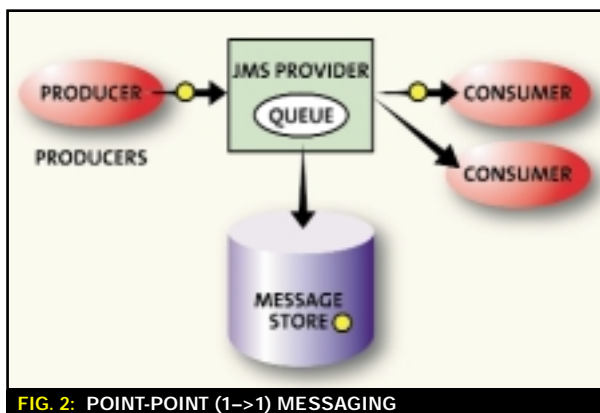 JMS PROVIDER
PRODUCER
QUEUE
CONSUMER
PRODUCERS
CONSUMER
MESSAGE
STORE
FIG. 2: POINT-POINT (1–>1) MESSAGING